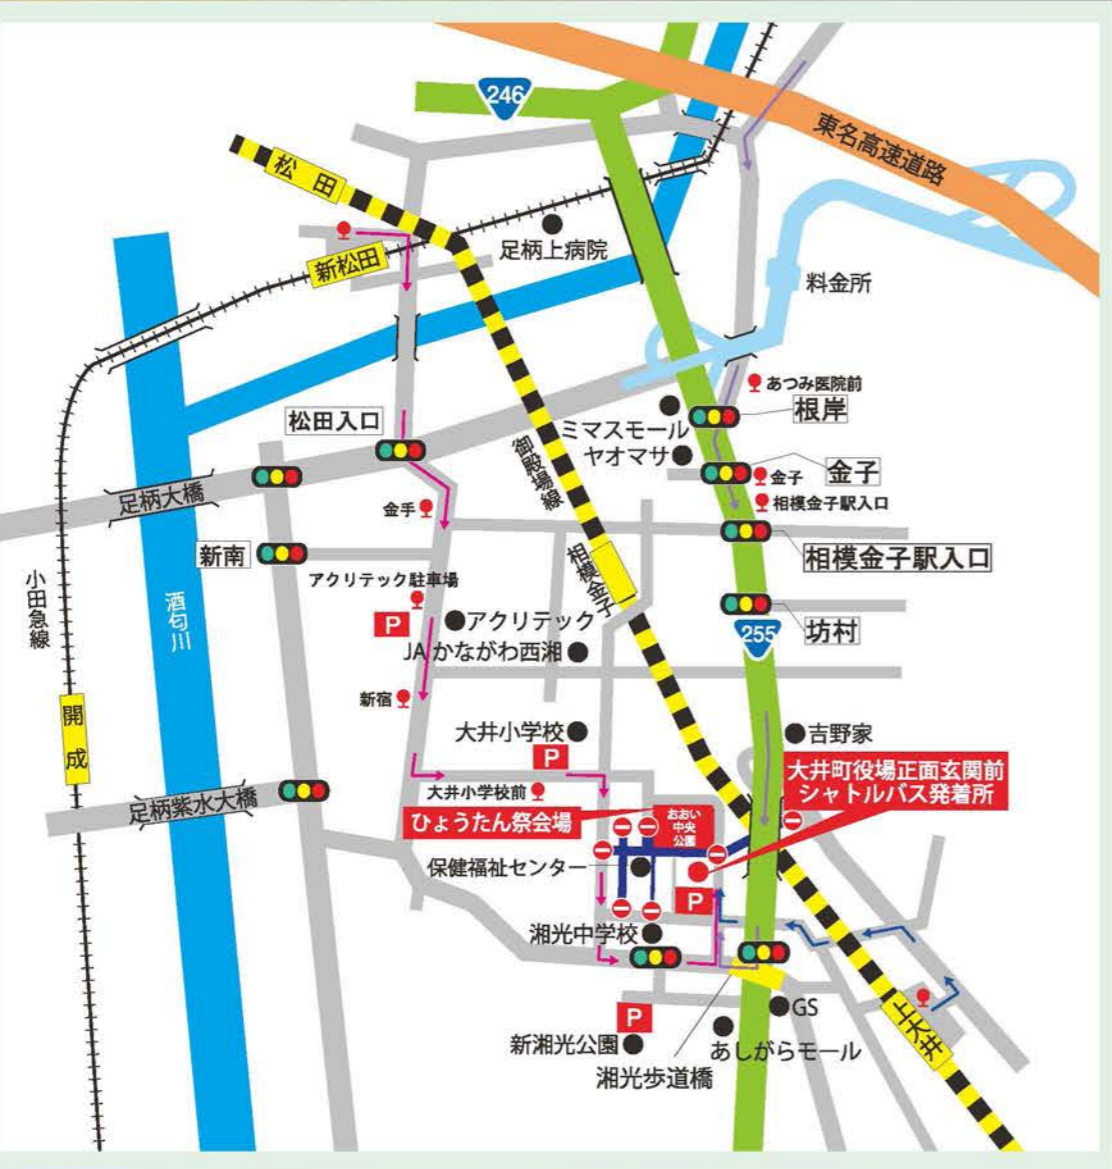 246
東名高速道路
松田
足柄上病院
新松田
料金所
あつみ医院前
根岸
松田入口
ミマスモール
ヤオマサ
御殿場線
金子
金子
足柄大橋
金手
相模金子駅入口
相模金子駅入口
新南
相模金子
アクリテック駐車場
小田急線
酒匂川
P
アクリテック
255
坊村
JAかながわ西湘
新宿
開成
大井小学校
吉野家
P
大井町役場正面玄関前
シャトルバス発着所
足柄紫水大橋
大井小学校前
ひょうたん祭会場
おおい
中央
公園
保健福祉センター
P
湘光中学校
P
GS
上大井
新湘光公園
あしがらモール
湘光歩道橋